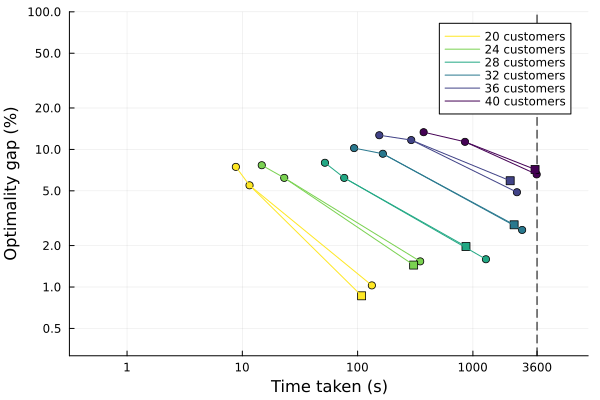 100.0
50.0
20.0
10.0
5.0
2.0
1.0
0.5
Optimality gap (%)
20 customers
24 customers
28 customers
32 customers
36 customers
40 customers
1 10 100 1000 3600
Time taken (s)